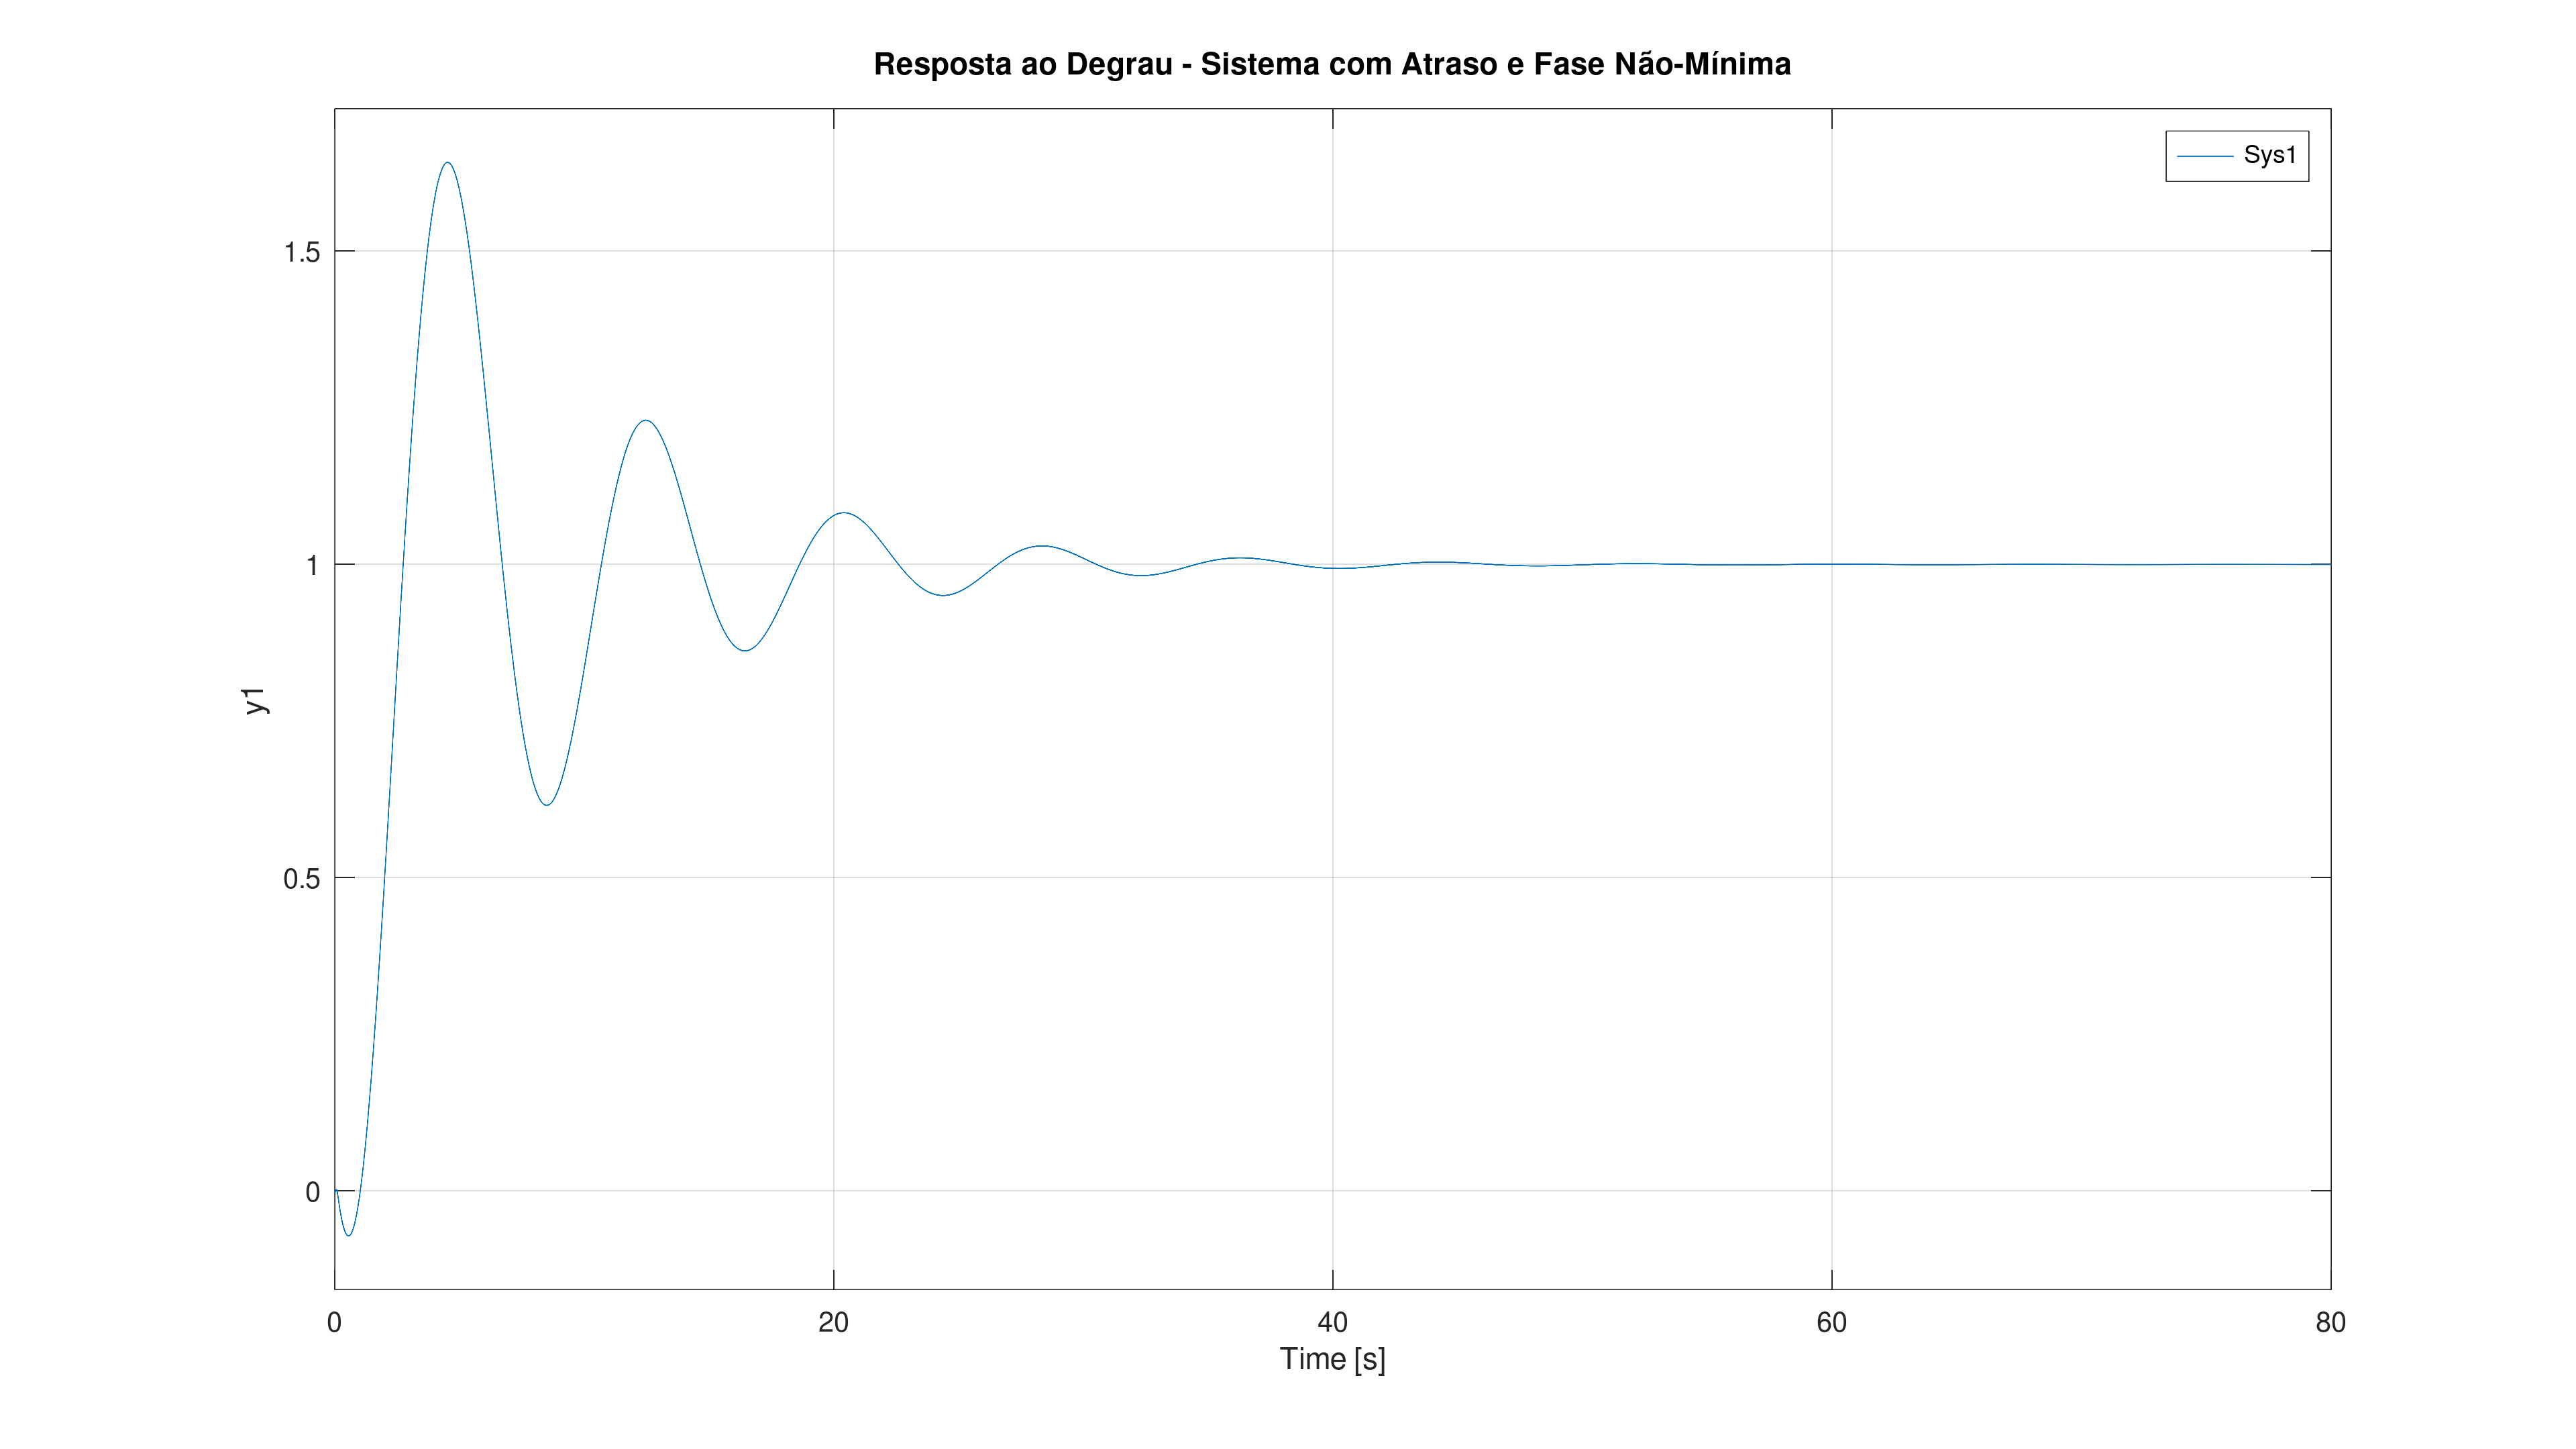 Resposta ao Degrau - Sistema com Atraso e Fase Não-Mínima
Sys1
1.5
1
0.5
0
y1
0 20 40 60 80
Time [s]